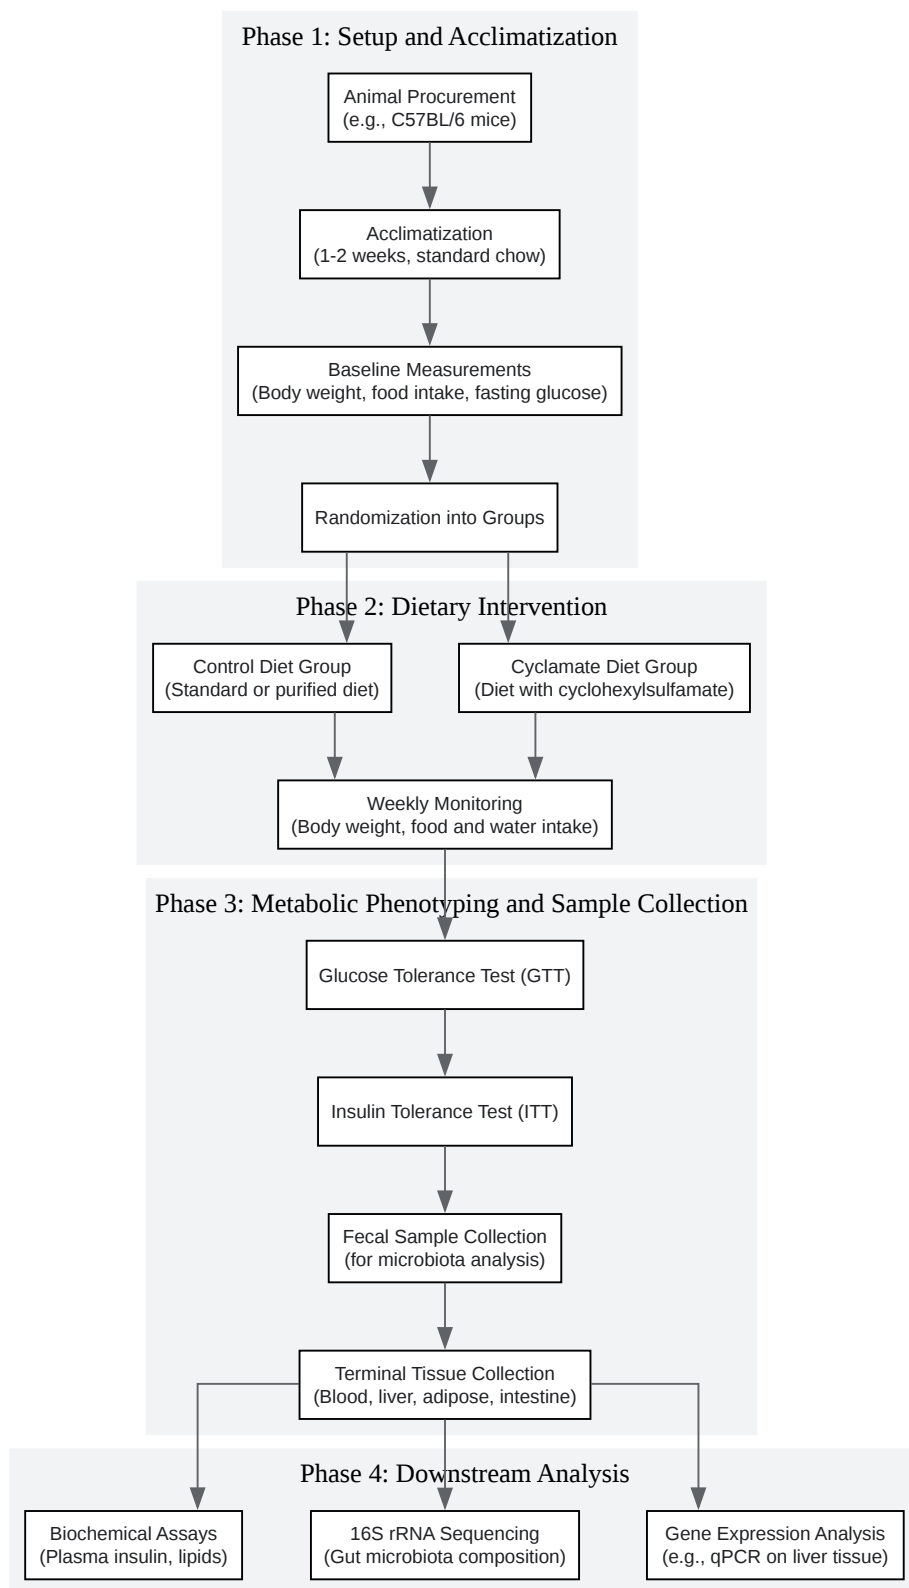 Phase 1: Setup and Acclimatization
Animal Procurement
(e.g., C57BL/6 mice)
Acclimatization
(1-2 weeks, standard chow)
Baseline Measurements
(Body weight, food intake, fasting glucose)
Randomization into Groups
Phase 2: Dietary Intervention
Control Diet Group
(Standard or purified diet)
Cyclamate Diet Group
(Diet with cyclohexylsulfamate)
Weekly Monitoring
(Body weight, food and water intake)
Phase 3: Metabolic Phenotyping and Sample Collection
Glucose Tolerance Test (GTT)
Insulin Tolerance Test (ITT)
Fecal Sample Collection
(for microbiota analysis)
Terminal Tissue Collection
(Blood, liver, adipose, intestine)
Phase 4: Downstream Analysis
Biochemical Assays
(Plasma insulin, lipids)
16S rRNA Sequencing
(Gut microbiota composition)
Gene Expression Analysis
(e.g., qPCR on liver tissue)